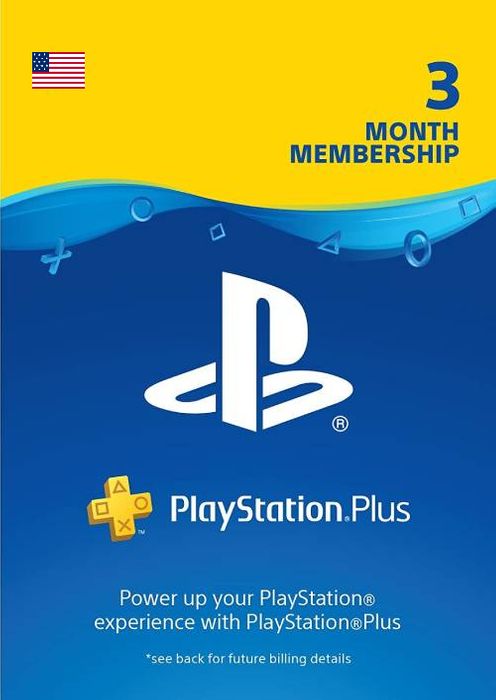 3
MONTH
MEMBERSHIP
®
PlayStation®Plus
™
Power up your PlayStation®
experience with PlayStation®Plus
*see back for future billing details